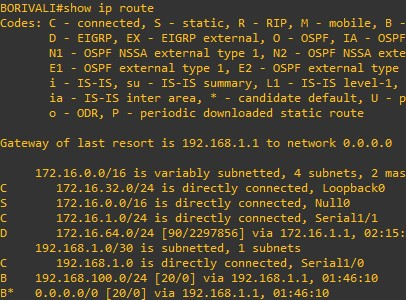 BORIVALI#show ip route
Codes: C - connected, S - static, R - RIP, M - mobile, B -
D - EIGRP, EX - EIGRP external, O - OSPF, IA - OSPF
N1 - OSPF NSSA external type 1, N2 - OSPF NSSA exte
E1 - OSPF external type 1, E2 - OSPF external type
i - IS-IS, su - IS-IS summary, L1 - IS-IS level-1,
ia - IS-IS inter area, * - candidate default, U - p
o - ODR, P - periodic downloaded static route
Gateway of last resort is 192.168.1.1 to network 0.0.0.0
172.16.0.0/16 is variably subnetted, 4 subnets, 2 mas
C 172.16.32.0/24 is directly connected, Loopback0
S 172.16.0.0/16 is directly connected, Null0
C 172.16.1.0/24 is directly connected, Serial1/1
D 172.16.64.0/24 [90/2297856] via 172.16.1.1, 02:15:
192.168.1.0/30 is subnetted, 1 subnets
C 192.168.1.0 is directly connected, Serial1/0
B 192.168.100.0/24 [20/0] via 192.168.1.1, 01:46:10
B* 0.0.0.0/0 [20/0] via 192.168.1.1, 01:46:10